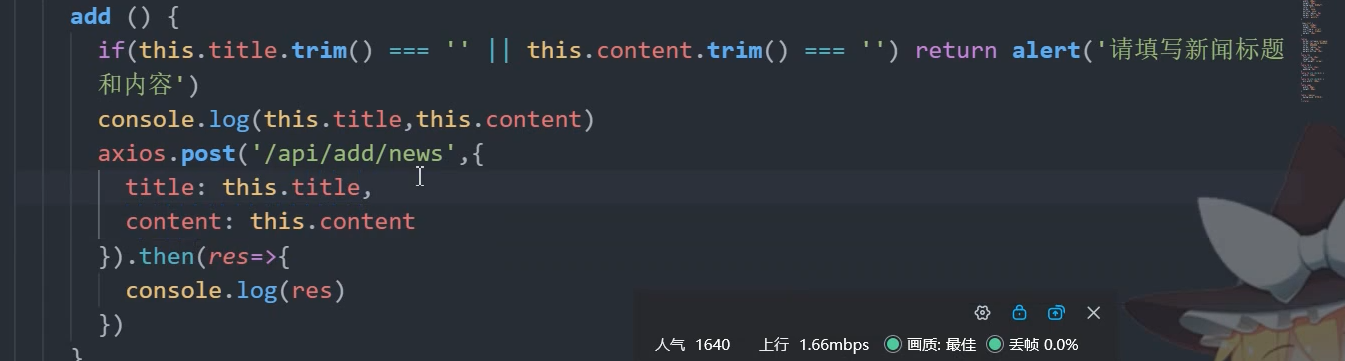 add () {
if(this.title.trim() === '' || this.content.trim() === '') return alert('请填写新闻标题
和内容')
console.log(this.title,this.content)
axios.post('/api/add/news',{
title: this.title,
content: this.content
}).then(res=>{
console.log(res)
})
}
人气 1640 上行 1.66mbps 画质: 最佳 丢帧 0.0%